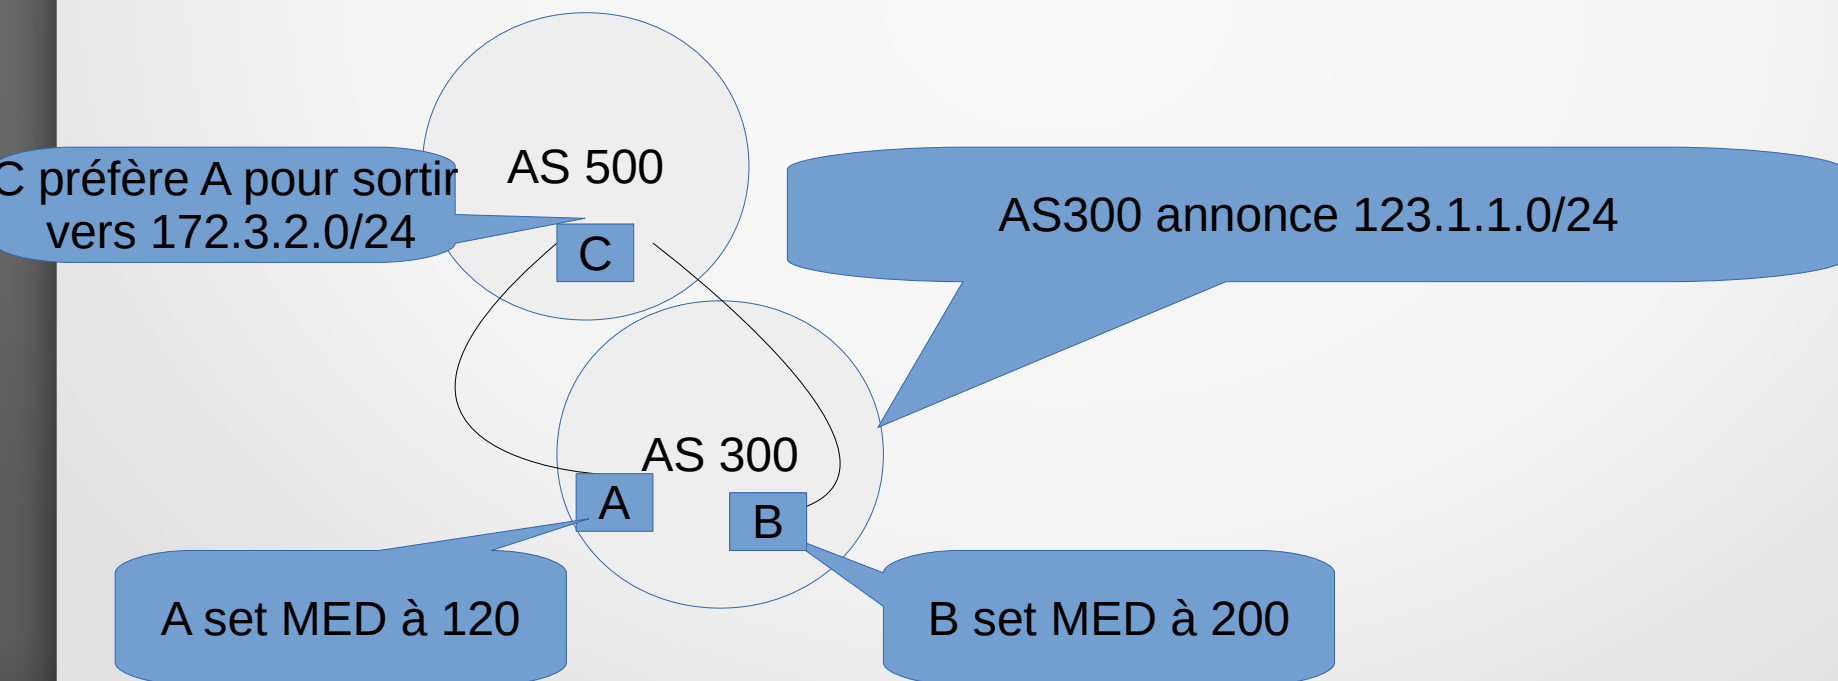 AS 500
C préfère A pour sortir
vers 172.3.2.0/24
AS300 annonce 123.1.1.0/24
C
AS 300
A
B
A set MED à 120
B set MED à 200